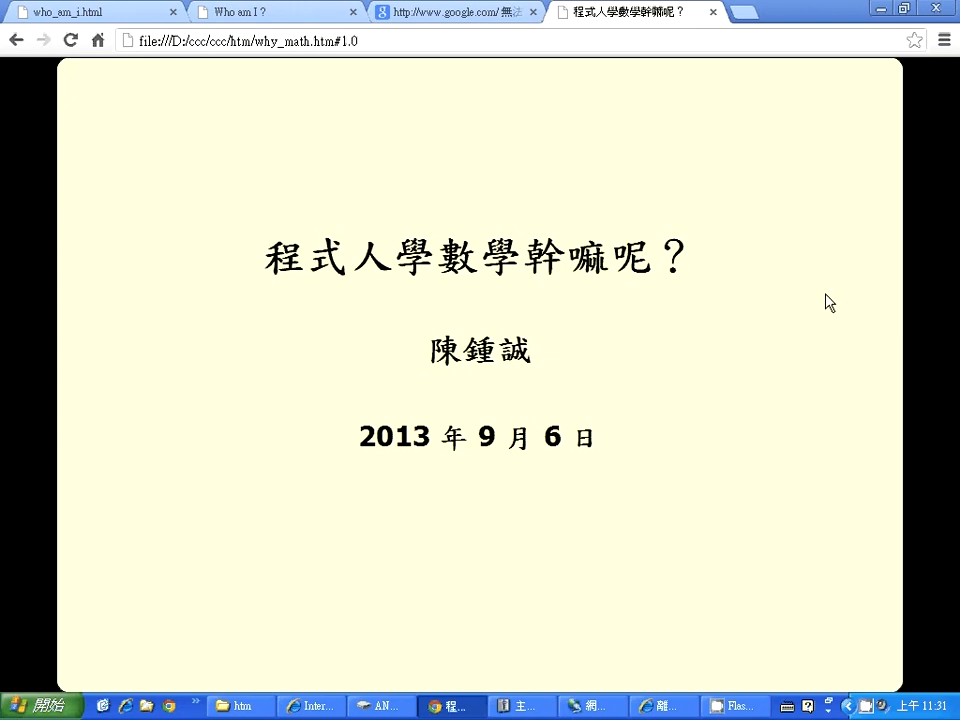 who_am_i.html
Who am I?
http://www.google.com/ 無法
程式人學數學幹嘛呢？
file:///D:/ccc/ccc/htm/why_math.htm#1.0
程式人學數學幹嘛呢？
陳鍾誠
2013 年 9 月 6 日
開始
htm
Inter...
AN...
程...
主...
網...
離...
Flas...
上午 11:31